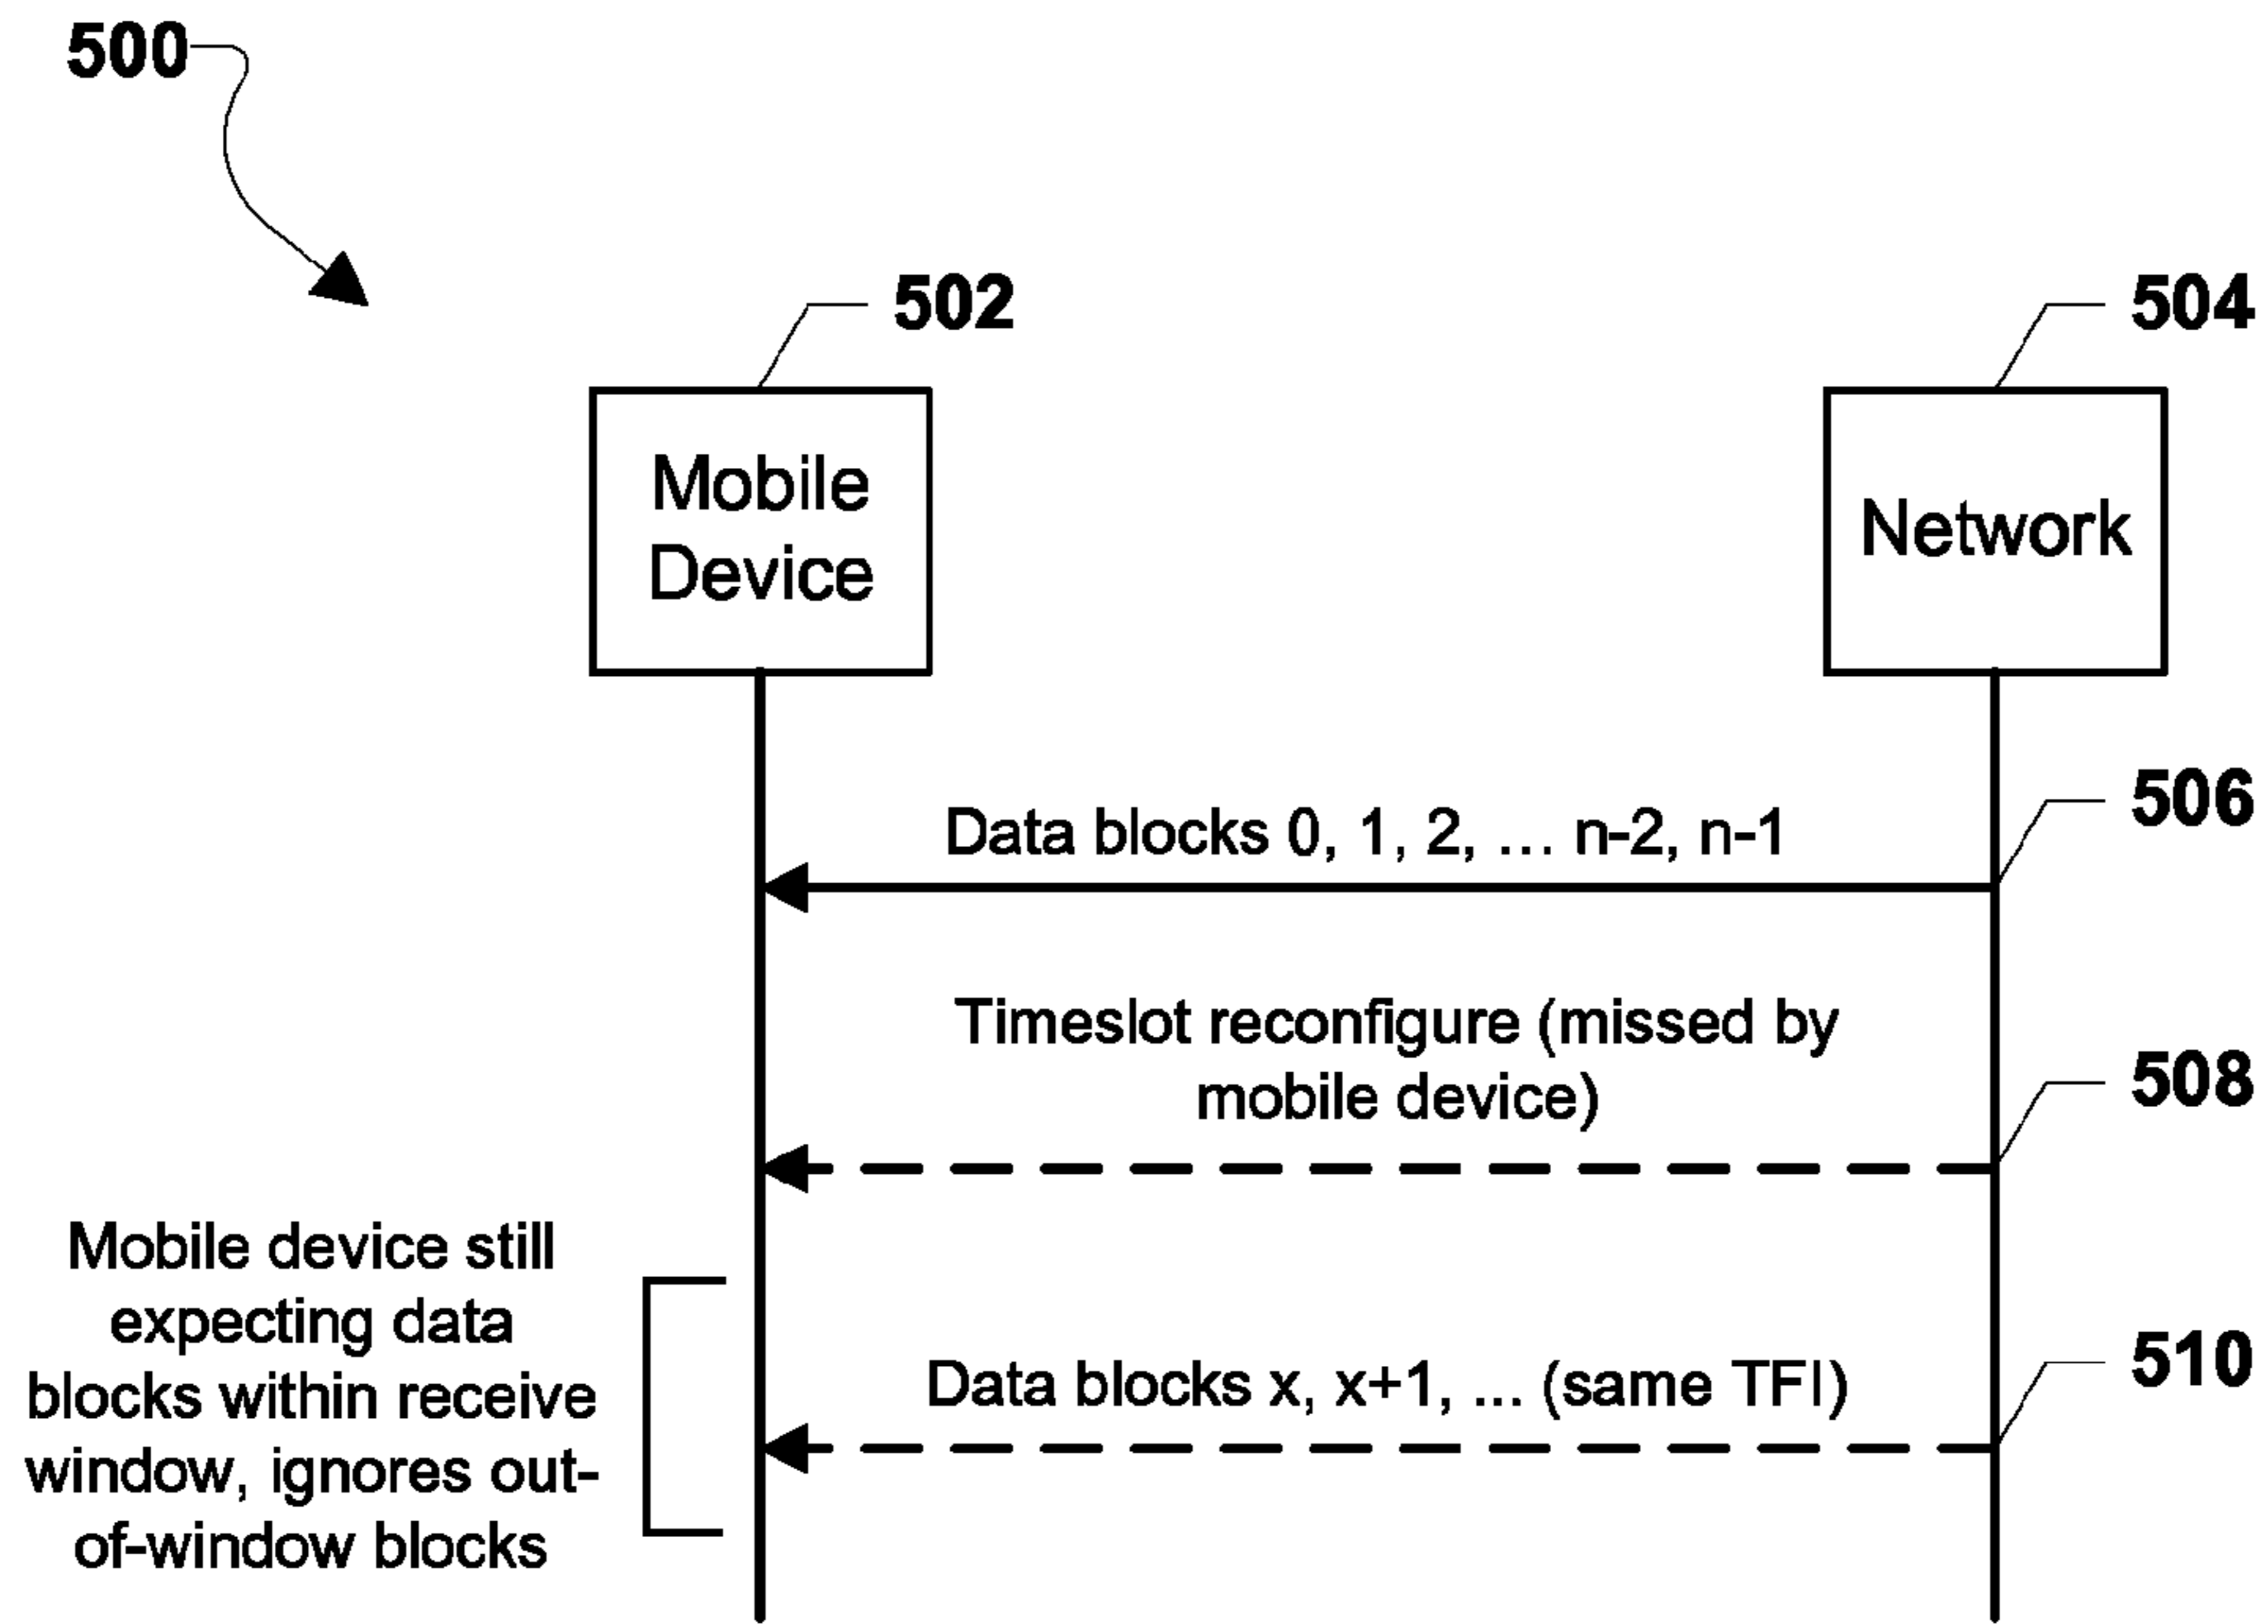 500
502
504
Mobile
Device
Network
506
Data blocks 0, 1, 2, ... n-2, n-1
Timeslot reconfigure (missed by
mobile device)
508
Mobile device still
expecting data
blocks within receive
window, ignores out-
of-window blocks
510
Data blocks x, x+1, ... (same TFI)